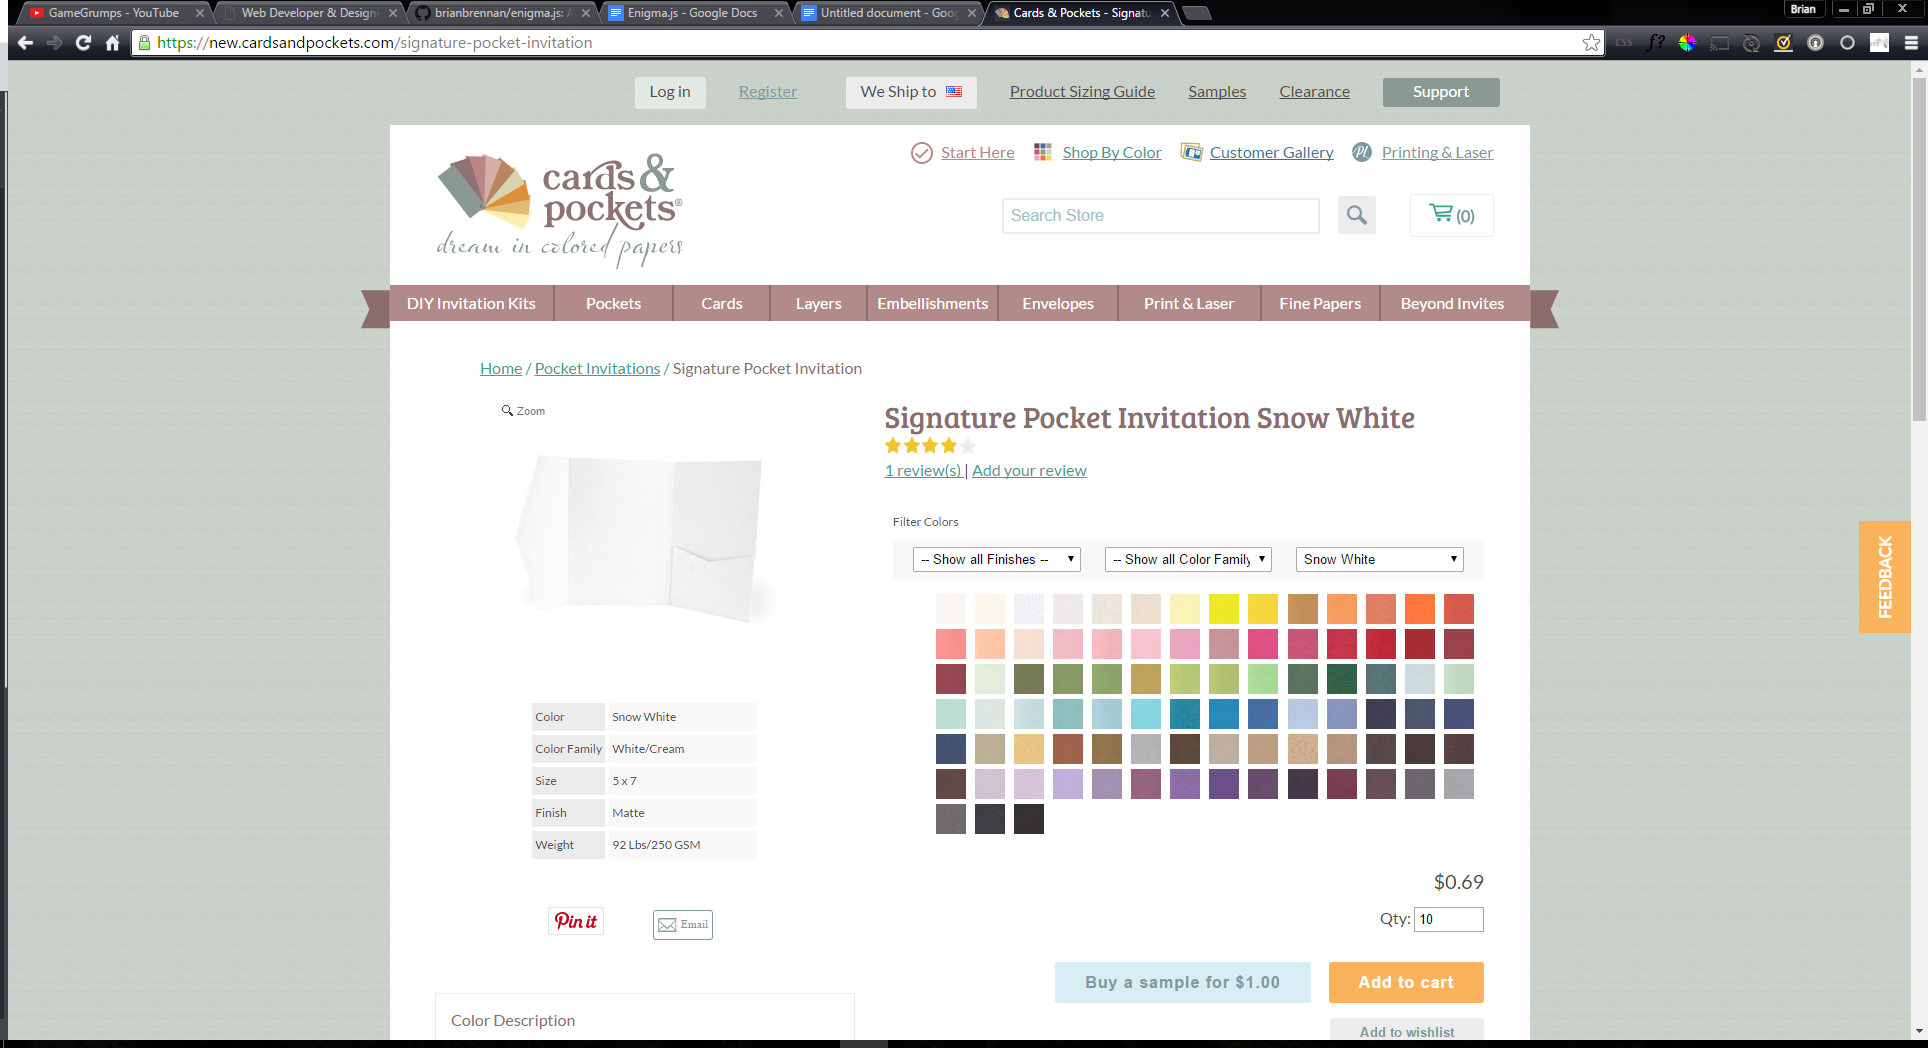 GameGrumps - YouTube
Web Developer & Design
brianbrennan/enigma.js: A
Enigma.js - Google Docs
Untitled document - Goog
Cards & Pockets - Signatu
Brian
https://new.cardsandpockets.com/signature-pocket-invitation
CSS
f?
Log in
Register
We Ship to
Product Sizing Guide
Samples
Clearance
Support
cards&
pockets®
dream in colored papers
Start Here
Shop By Color
Customer Gallery
Printing & Laser
Search Store
(0)
DIY Invitation Kits
Pockets
Cards
Layers
Embellishments
Envelopes
Print & Laser
Fine Papers
Beyond Invites
Home / Pocket Invitations / Signature Pocket Invitation
Zoom
Signature Pocket Invitation Snow White
1 review(s) | Add your review
Filter Colors
-- Show all Finishes --
-- Show all Color Family
Snow White
FEEDBACK
Color Snow White
Color Family White/Cream
Size 5 x 7
Finish Matte
Weight 92 Lbs/250 GSM
$0.69
Qty: 10
Pin it
Email
Buy a sample for $1.00
Add to cart
Add to wishlist
Color Description